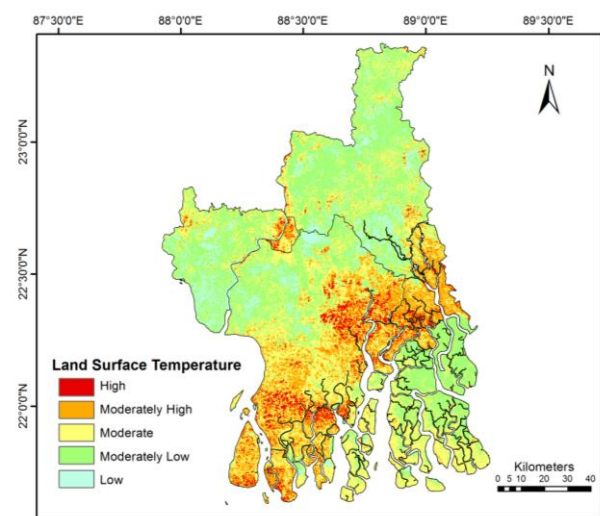 87°30'0"E 88°0'0"E 88°30'0"E 89°0'0"E 89°30'0"E
N
23°0'0"N
22°30'0"N
22°0'0"N
Land Surface Temperature
High
Moderately High
Moderate
Moderately Low
Low
Kilometers
0 5 10 20 30 40